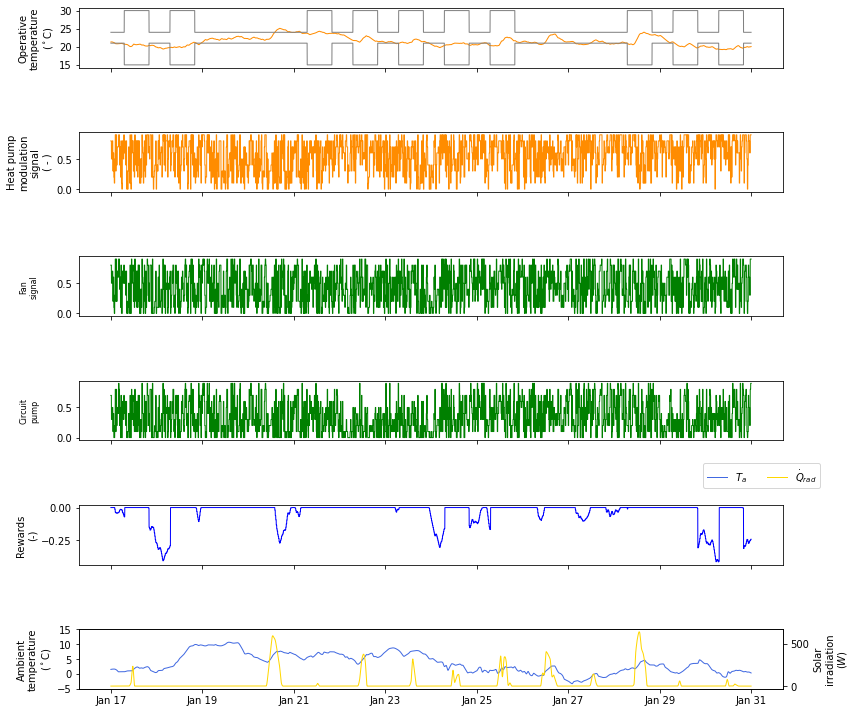 Operative
temperature
(°C)
30
25
20
15
Heat pump
modulation
signal
( - )
0.5
0.0
Fan
signal
0.5
0.0
Circuit
pump
0.5
0.0
T_a
Q̇_rad
Rewards
(-)
0.00
−0.25
Ambient
temperature
(°C)
15
10
5
0
−5
500
0
Solar
irradiation
(W)
Jan 17
Jan 19
Jan 21
Jan 23
Jan 25
Jan 27
Jan 29
Jan 31